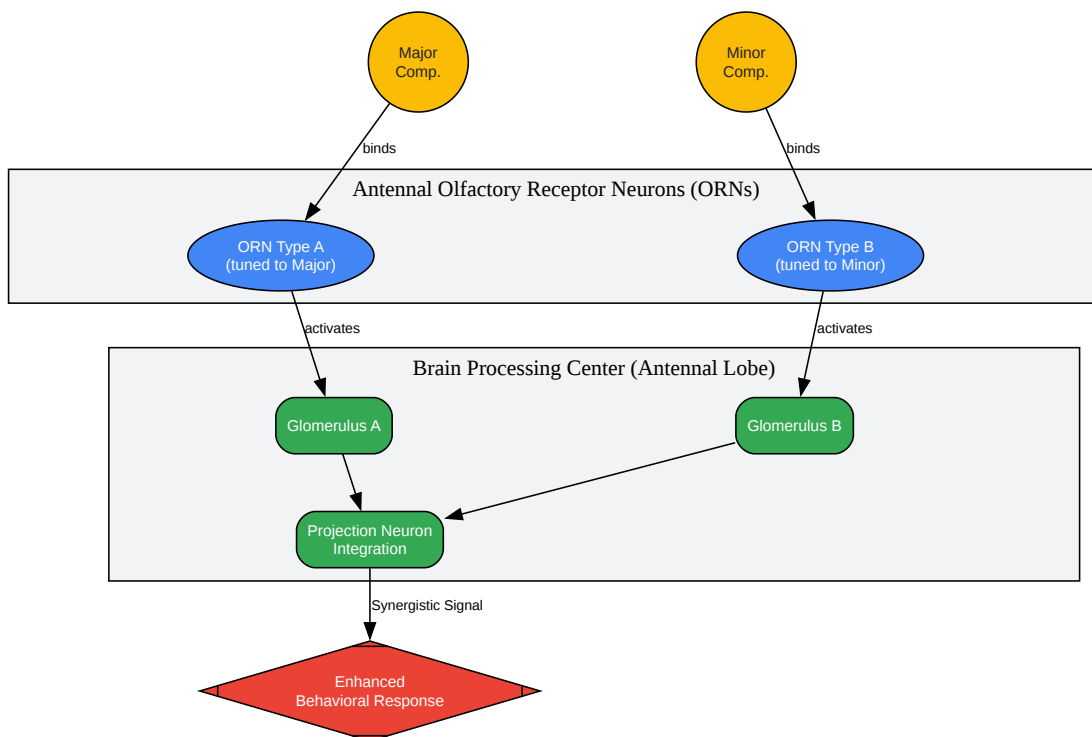 Major
Comp.
Minor
Comp.
binds
binds
Antennal Olfactory Receptor Neurons (ORNs)
ORN Type A
(tuned to Major)
ORN Type B
(tuned to Minor)
activates
activates
Brain Processing Center (Antennal Lobe)
Glomerulus A
Glomerulus B
Projection Neuron
Integration
Synergistic Signal
Enhanced
Behavioral Response